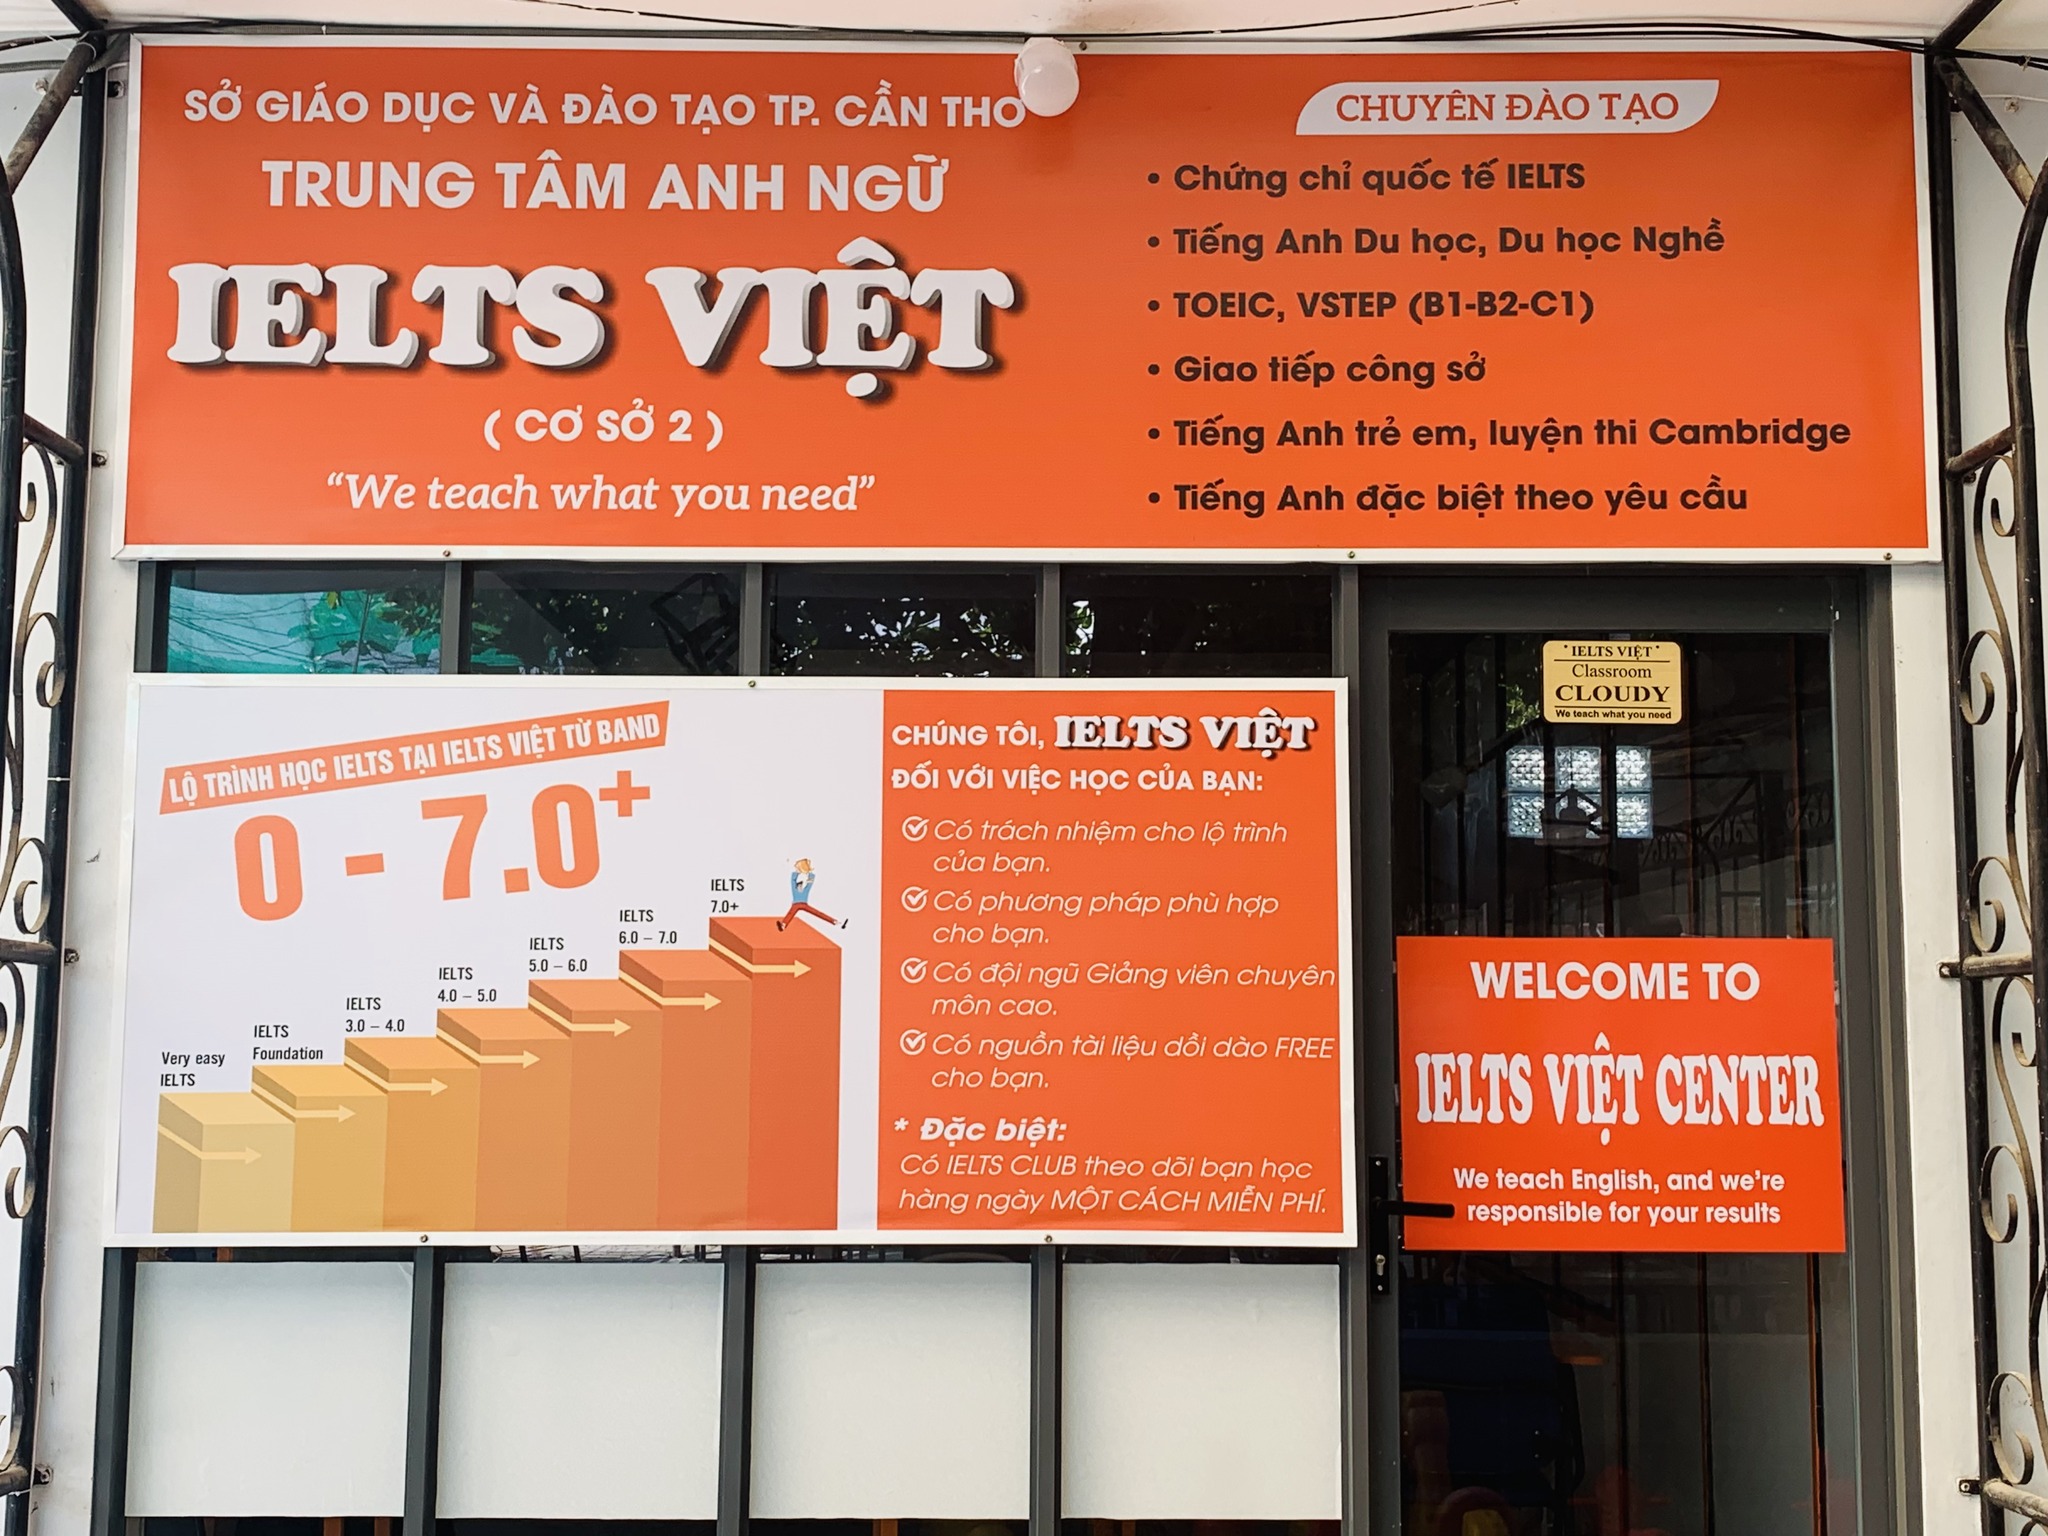 SỞ GIÁO DỤC VÀ ĐÀO TẠO TP. CẦN THƠ
TRUNG TÂM ANH NGỮ
IELTS VIỆT
( CƠ SỞ 2 )
“We teach what you need”
CHUYÊN ĐÀO TẠO
• Chứng chỉ quốc tế IELTS
• Tiếng Anh Du học, Du học Nghề
• TOEIC, VSTEP (B1-B2-C1)
• Giao tiếp công sở
• Tiếng Anh trẻ em, luyện thi Cambridge
• Tiếng Anh đặc biệt theo yêu cầu
LỘ TRÌNH HỌC IELTS TẠI IELTS VIỆT TỪ BAND
0 - 7.0+
Very easy
IELTS
IELTS
Foundation
IELTS
3.0 – 4.0
IELTS
4.0 – 5.0
IELTS
5.0 – 6.0
IELTS
6.0 – 7.0
IELTS
7.0+
CHÚNG TÔI, IELTS VIỆT
ĐỐI VỚI VIỆC HỌC CỦA BẠN:
Có trách nhiệm cho lộ trình
của bạn.
Có phương pháp phù hợp
cho bạn.
Có đội ngũ Giảng viên chuyên
môn cao.
Có nguồn tài liệu dồi dào FREE
cho bạn.
* Đặc biệt:
Có IELTS CLUB theo dõi bạn học
hàng ngày MỘT CÁCH MIỄN PHÍ.
* IELTS VIỆT *
Classroom
CLOUDY
We teach what you need
WELCOME TO
IELTS VIỆT CENTER
We teach English, and we're
responsible for your results